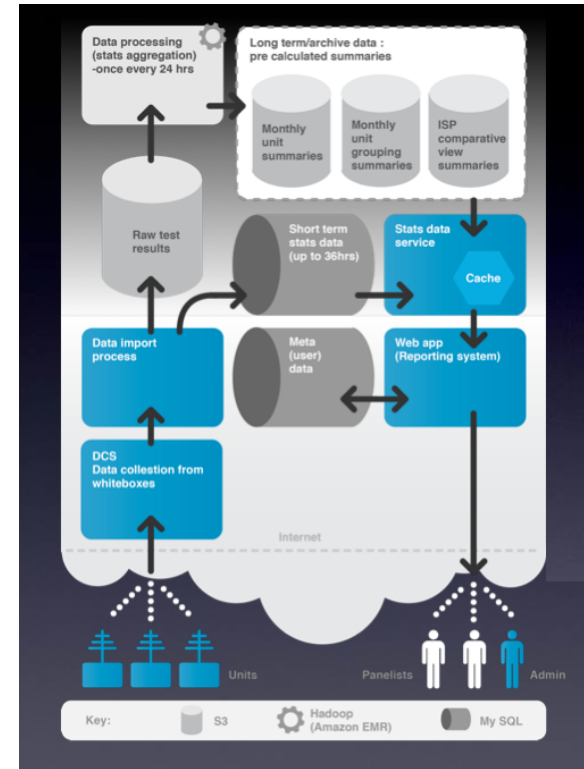 Data processing
(stats aggregation)
-once every 24 hrs
Long term/archive data :
pre calculated summaries
Monthly
unit
summaries
Monthly
unit
grouping
summaries
ISP
comparative
view
summaries
Raw test
results
Short term
stats data
(up to 36hrs)
Stats data
service
Cache
Data import
process
Meta
(user)
data
Web app
(Reporting system)
DCS
Data collestion from
whiteboxes
Internet
Units
Panelists
Admin
Key:
S3
Hadoop
(Amazon EMR)
My SQL